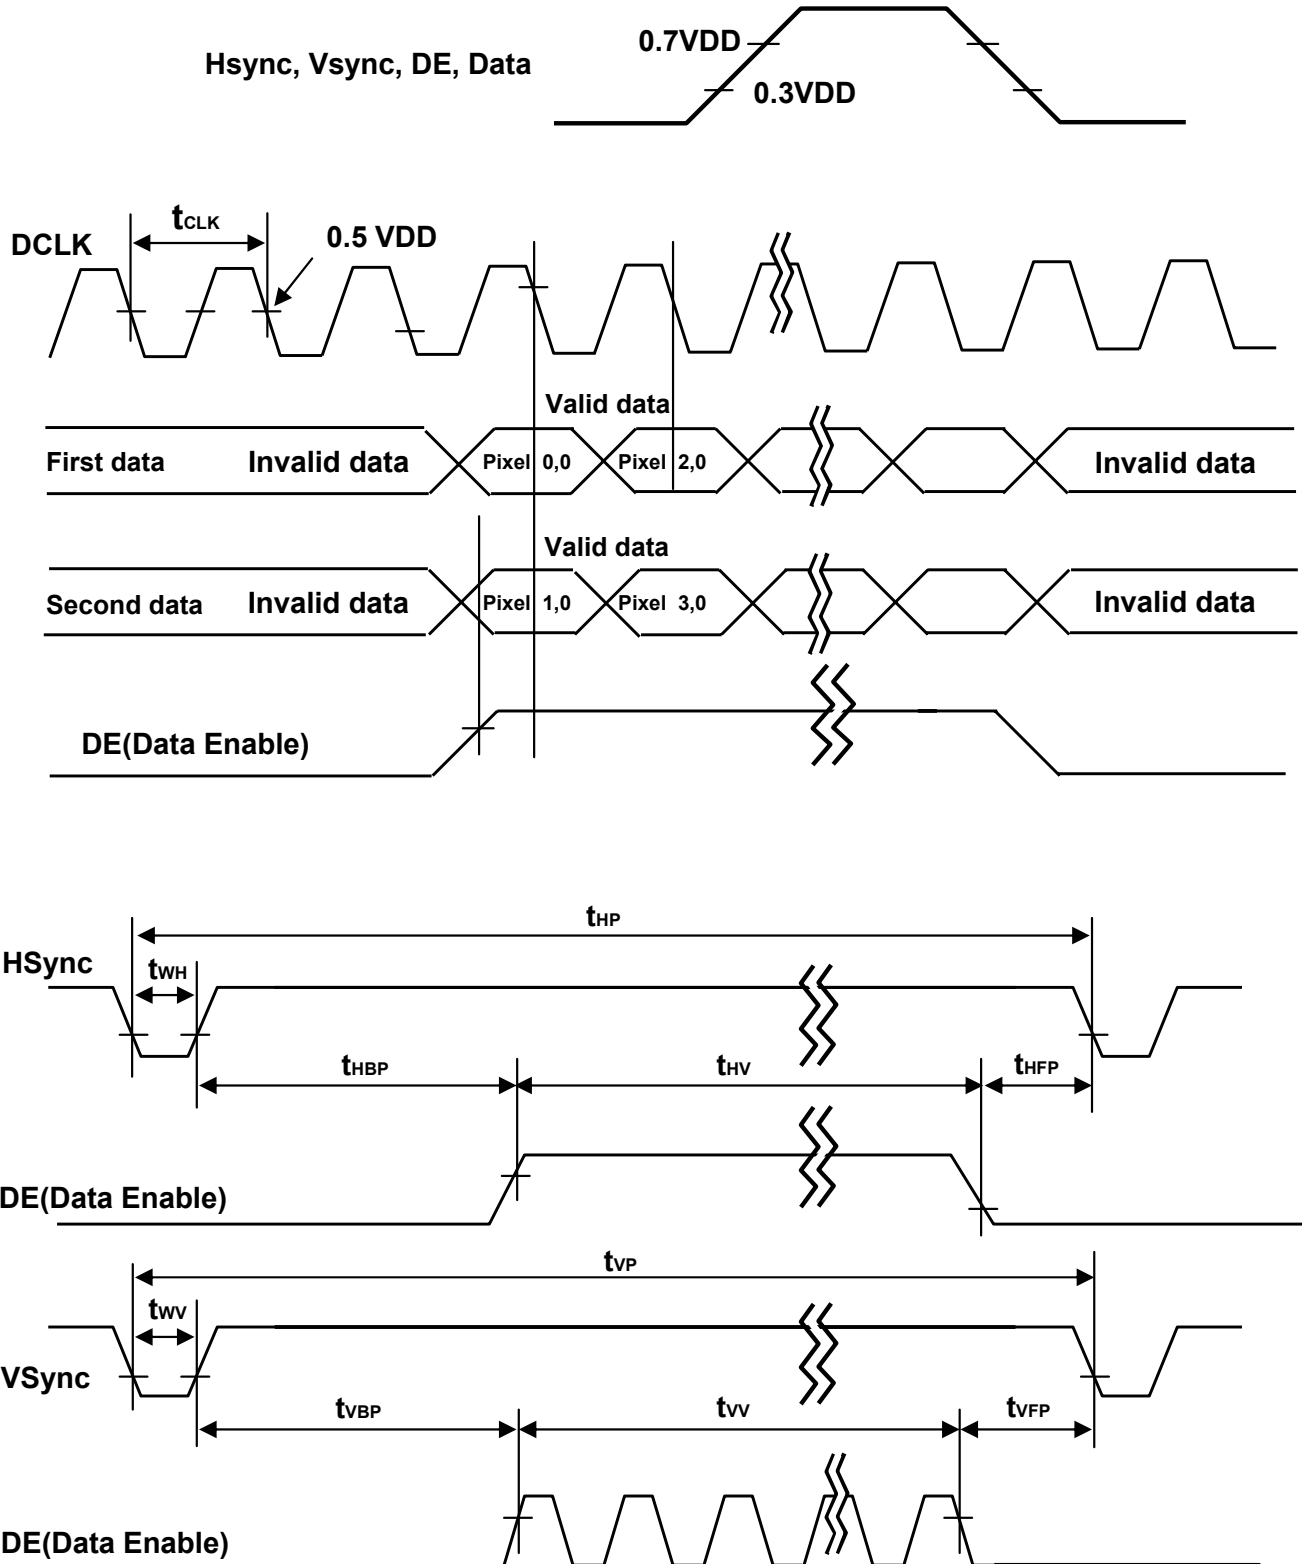 0.7VDD
Hsync, Vsync, DE, Data
0.3VDD
tCLK
DCLK
0.5 VDD
Valid data
First data Invalid data Pixel 0,0 Pixel 2,0 Invalid data
Valid data
Second data Invalid data Pixel 1,0 Pixel 3,0 Invalid data
DE(Data Enable)
tHP
HSync
tWH
tHBP tHV tHFP
DE(Data Enable)
tVP
tWV
VSync
tVBP tVV tVFP
DE(Data Enable)